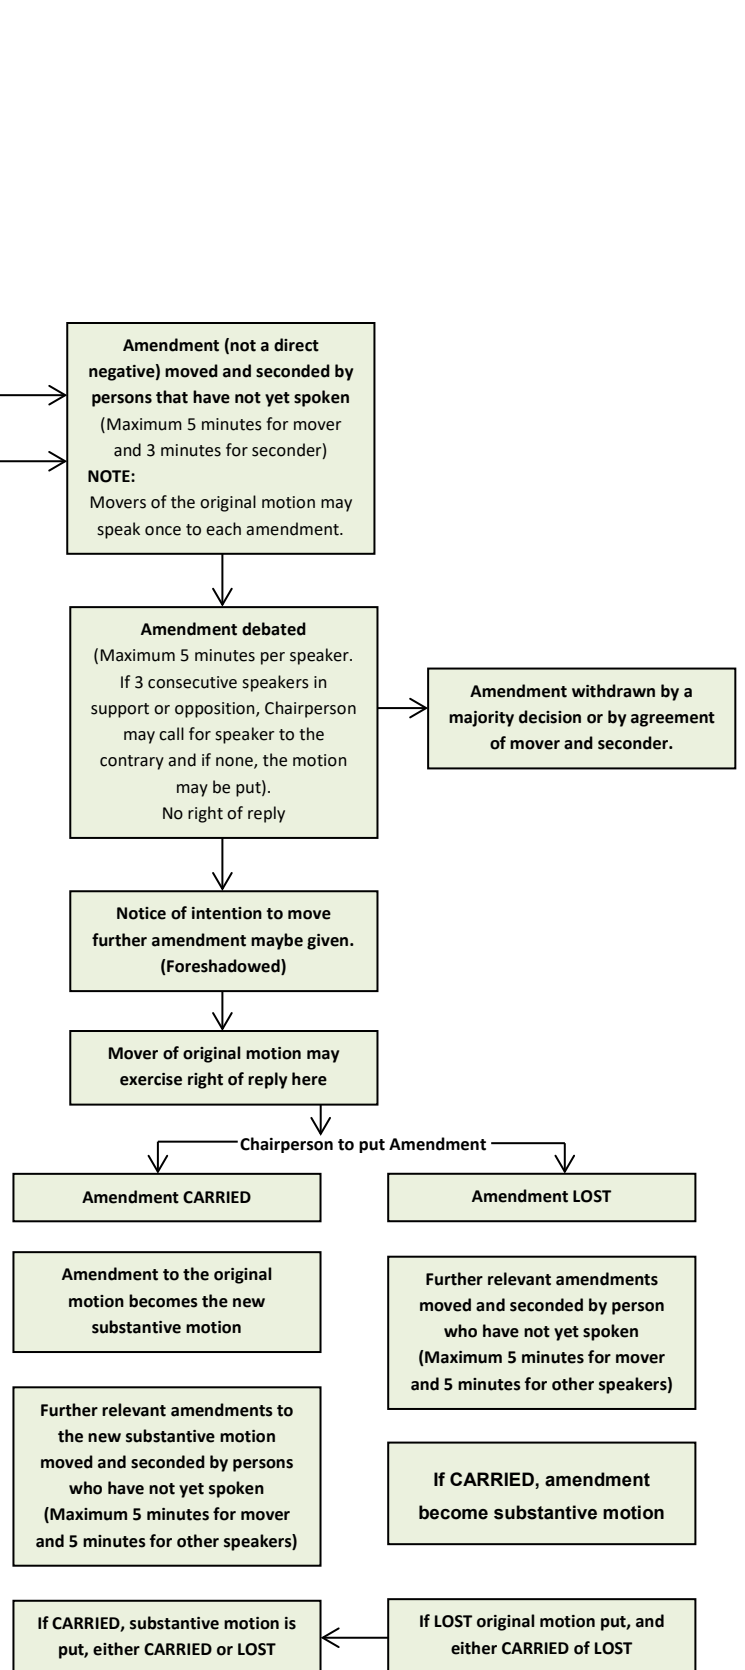 Amendment (not a direct
negative) moved and seconded by
persons that have not yet spoken
(Maximum 5 minutes for mover
and 3 minutes for seconder)
NOTE:
Movers of the original motion may
speak once to each amendment.
Amendment debated
(Maximum 5 minutes per speaker.
If 3 consecutive speakers in
support or opposition, Chairperson
may call for speaker to the
contrary and if none, the motion
may be put).
No right of reply
Amendment withdrawn by a
majority decision or by agreement
of mover and seconder.
Notice of intention to move
further amendment maybe given.
(Foreshadowed)
Mover of original motion may
exercise right of reply here
Chairperson to put Amendment
Amendment CARRIED
Amendment to the original
motion becomes the new
substantive motion
Further relevant amendments to
the new substantive motion
moved and seconded by persons
who have not yet spoken
(Maximum 5 minutes for mover
and 5 minutes for other speakers)
If CARRIED, substantive motion is
put, either CARRIED or LOST
Amendment LOST
Further relevant amendments
moved and seconded by person
who have not yet spoken
(Maximum 5 minutes for mover
and 5 minutes for other speakers)
If CARRIED, amendment
become substantive motion
If LOST original motion put, and
either CARRIED of LOST